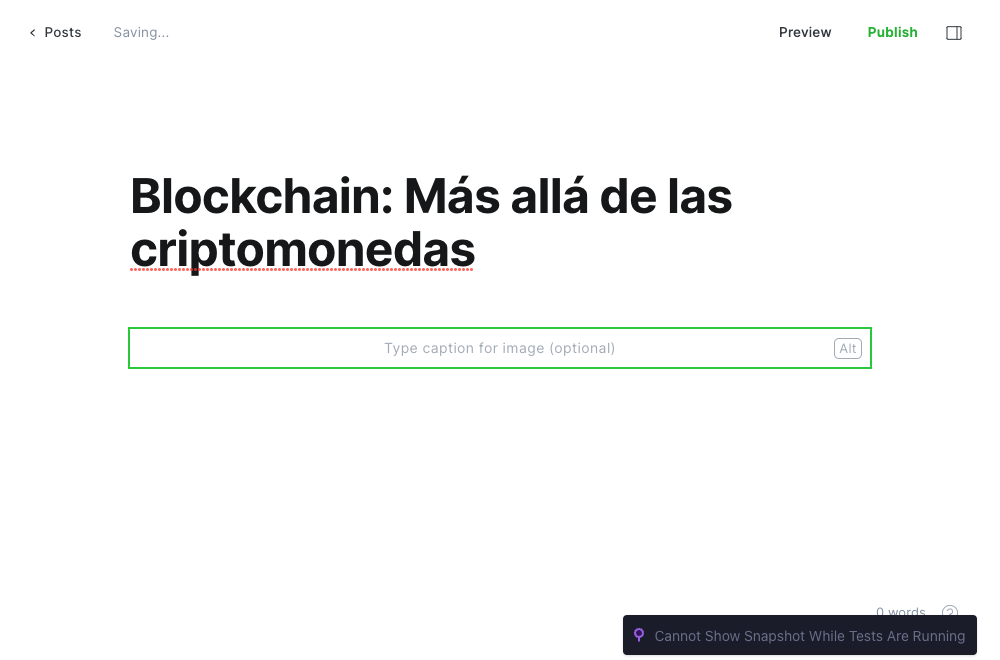 Posts
Saving...
Preview
Publish
Blockchain: Más allá de las
criptomonedas
Type caption for image (optional)
Alt
0 words
?
Cannot Show Snapshot While Tests Are Running